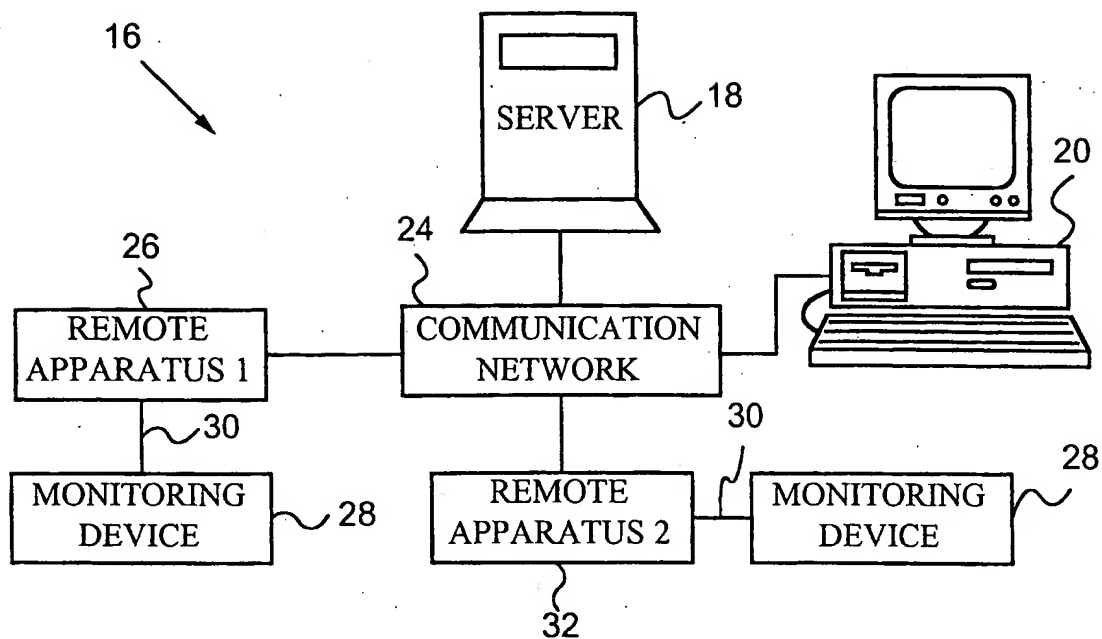 16
SERVER
18
20
24
26
REMOTE
APPARATUS 1
COMMUNICATION
NETWORK
30
MONITORING
DEVICE
28
REMOTE
APPARATUS 2
30
MONITORING
DEVICE
28
32